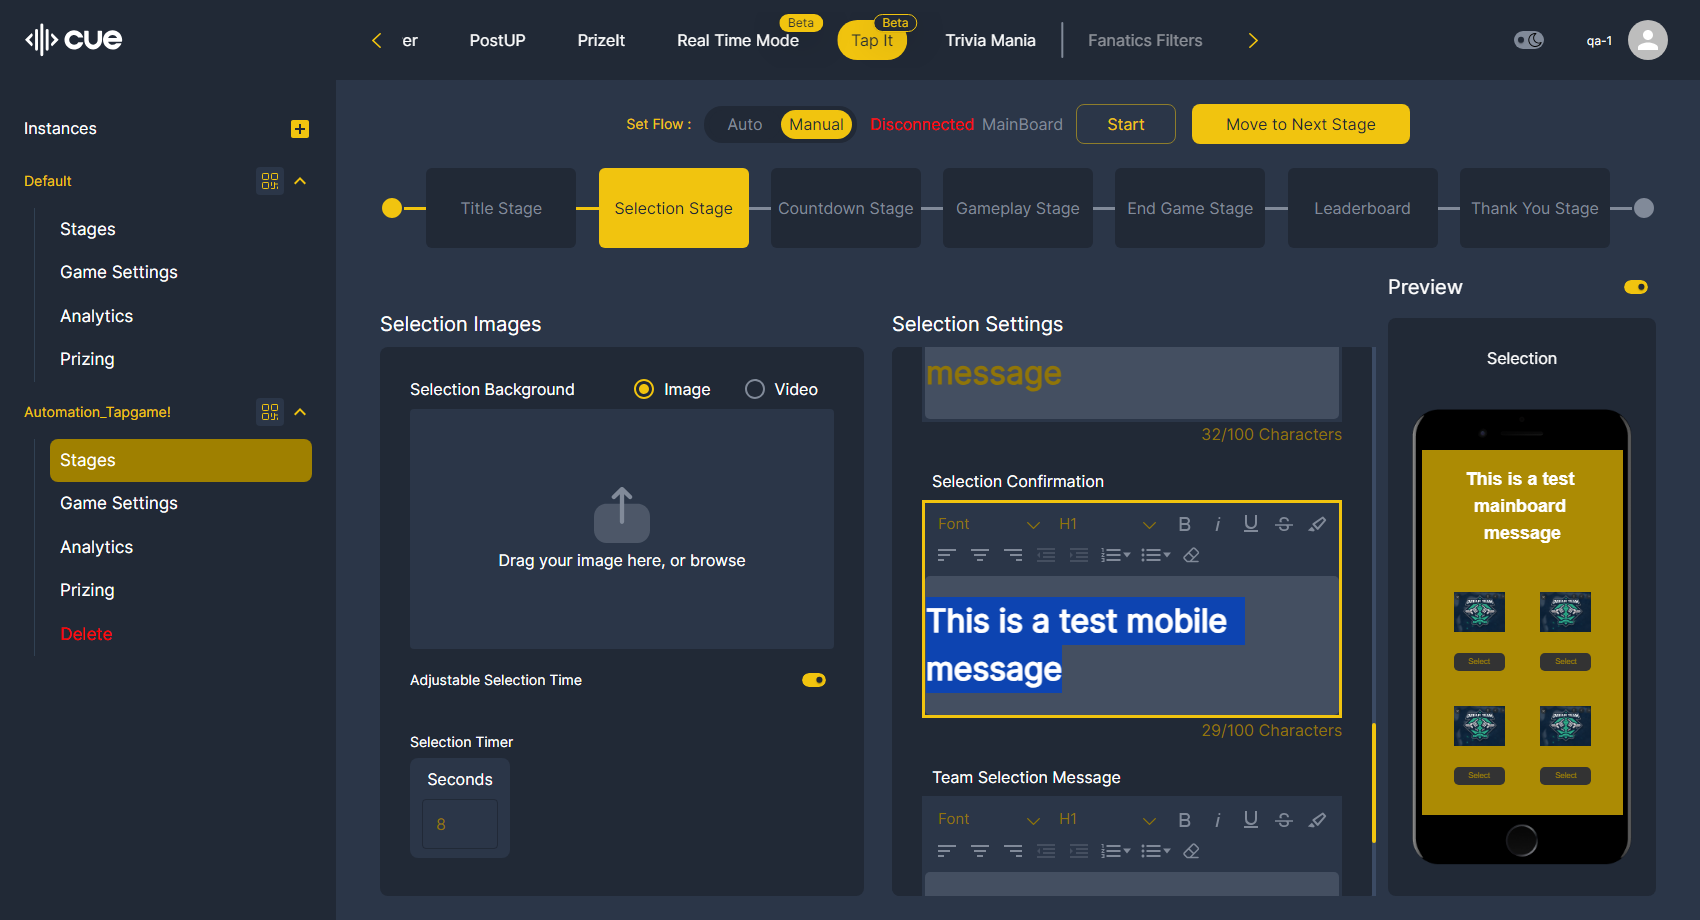 cue
er
PostUP
PrizeIt
Real Time Mode
Beta
Tap It
Beta
Trivia Mania
Fanatics Filters
qa-1
Instances
Default
Stages
Game Settings
Analytics
Prizing
Automation_Tapgame!
Stages
Game Settings
Analytics
Prizing
Delete
Set Flow :
Auto
Manual
Disconnected MainBoard
Start
Move to Next Stage
Title Stage
Selection Stage
Countdown Stage
Gameplay Stage
End Game Stage
Leaderboard
Thank You Stage
Selection Images
Selection Background
Image
Video
Drag your image here, or browse
Adjustable Selection Time
Selection Timer
Seconds
8
Selection Settings
message
32/100 Characters
Selection Confirmation
Font
H1
B
i
U
S
This is a test mobile
message
29/100 Characters
Team Selection Message
Font
H1
B
i
U
S
Preview
Selection
This is a test
mainboard
message
Select
Select
Select
Select